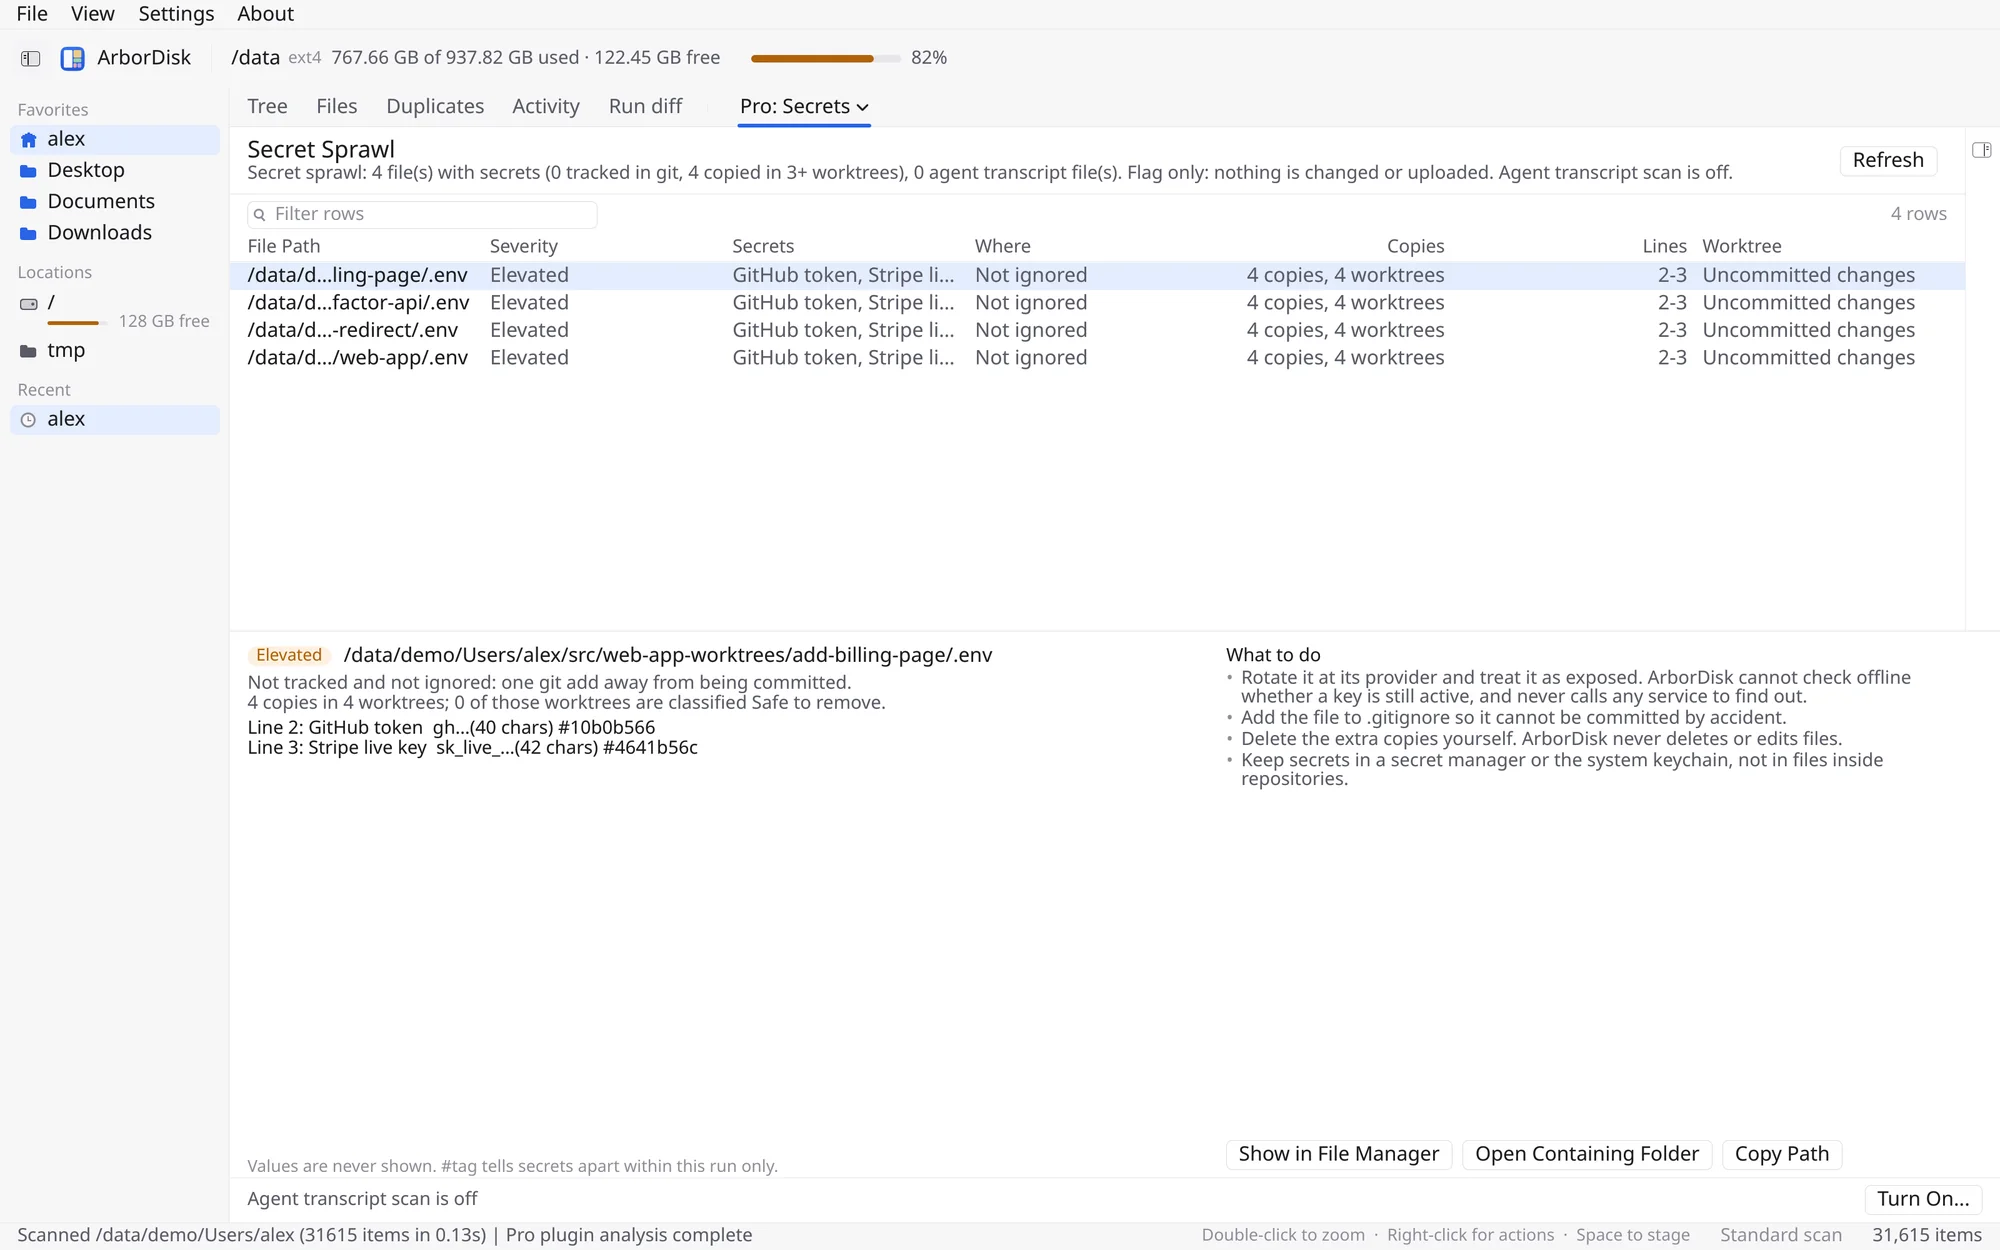 File View Settings About
ArborDisk /data ext4 767.66 GB of 937.82 GB used · 122.45 GB free 82%
Favorites
alex
Desktop
Documents
Downloads
Locations
/
128 GB free
tmp
Recent
alex
Tree Files Duplicates Activity Run diff Pro: Secrets
Secret Sprawl
Secret sprawl: 4 file(s) with secrets (0 tracked in git, 4 copied in 3+ worktrees), 0 agent transcript file(s). Flag only: nothing is changed or uploaded. Agent transcript scan is off.
Refresh
Filter rows
4 rows
File Path Severity Secrets Where Copies Lines Worktree
/data/d...ling-page/.env Elevated GitHub token, Stripe li... Not ignored 4 copies, 4 worktrees 2-3 Uncommitted changes
/data/d...factor-api/.env Elevated GitHub token, Stripe li... Not ignored 4 copies, 4 worktrees 2-3 Uncommitted changes
/data/d...-redirect/.env Elevated GitHub token, Stripe li... Not ignored 4 copies, 4 worktrees 2-3 Uncommitted changes
/data/d.../web-app/.env Elevated GitHub token, Stripe li... Not ignored 4 copies, 4 worktrees 2-3 Uncommitted changes
Elevated /data/demo/Users/alex/src/web-app-worktrees/add-billing-page/.env
Not tracked and not ignored: one git add away from being committed.
4 copies in 4 worktrees; 0 of those worktrees are classified Safe to remove.
Line 2: GitHub token gh...(40 chars) #10b0b566
Line 3: Stripe live key sk_live_...(42 chars) #4641b56c
What to do
• Rotate it at its provider and treat it as exposed. ArborDisk cannot check offline
whether a key is still active, and never calls any service to find out.
• Add the file to .gitignore so it cannot be committed by accident.
• Delete the extra copies yourself. ArborDisk never deletes or edits files.
• Keep secrets in a secret manager or the system keychain, not in files inside
repositories.
Show in File Manager Open Containing Folder Copy Path
Values are never shown. #tag tells secrets apart within this run only.
Agent transcript scan is off
Turn On...
Scanned /data/demo/Users/alex (31615 items in 0.13s) | Pro plugin analysis complete
Double-click to zoom · Right-click for actions · Space to stage Standard scan 31,615 items